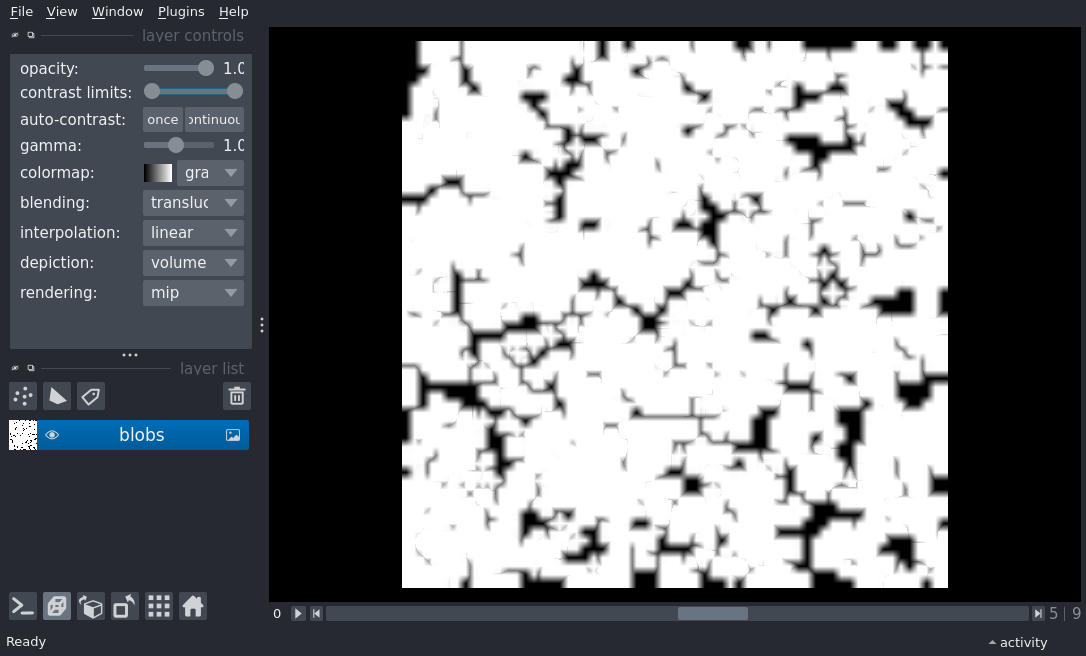 File View Window Plugins Help
layer controls
opacity: 1.0
contrast limits:
auto-contrast: once ontinuou
gamma: 1.0
colormap: gra
blending: transluc
interpolation: linear
depiction: volume
rendering: mip
layer list
blobs
0 5 | 9
Ready activity